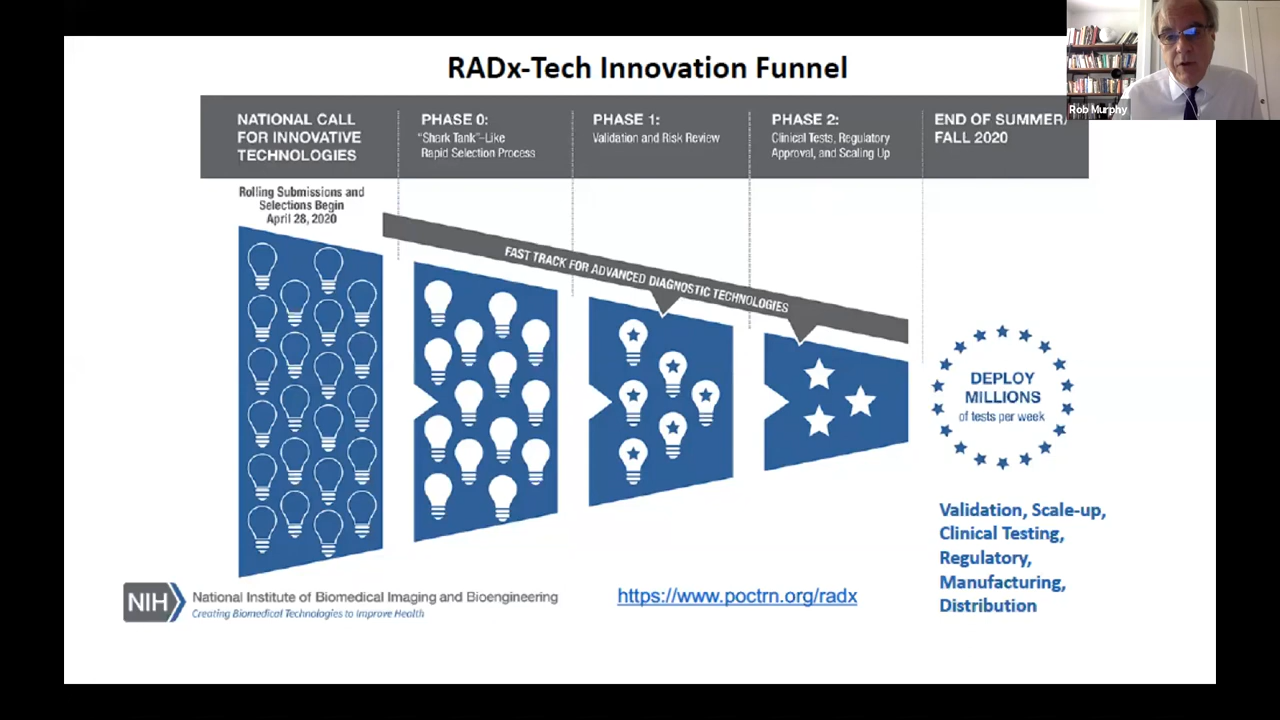 RADx-Tech Innovation Funnel
Rob Murphy
NATIONAL CALL
FOR INNOVATIVE
TECHNOLOGIES
PHASE 0:
"Shark Tank"–Like
Rapid Selection Process
PHASE 1:
Validation and Risk Review
PHASE 2:
Clinical Tests, Regulatory
Approval, and Scaling Up
END OF SUMMER/
FALL 2020
Rolling Submissions and
Selections Begin
April 28, 2020
FAST TRACK FOR ADVANCED DIAGNOSTIC TECHNOLOGIES
DEPLOY
MILLIONS
of tests per week
Validation, Scale-up,
Clinical Testing,
Regulatory,
Manufacturing,
Distribution
NIH
National Institute of Biomedical Imaging and Bioengineering
Creating Biomedical Technologies to Improve Health
https://www.poctrn.org/radx